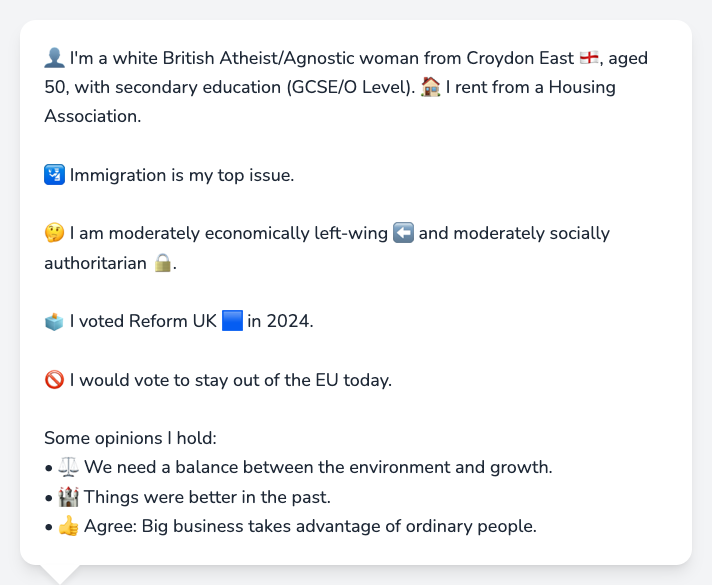 👤 I'm a white British Atheist/Agnostic woman from Croydon East 🏴󠁧󠁢󠁥󠁮󠁧󠁿, aged
50, with secondary education (GCSE/O Level). 🏠 I rent from a Housing
Association.
🛂 Immigration is my top issue.
🤔 I am moderately economically left-wing ⬅️ and moderately socially
authoritarian 🔒.
🗳️ I voted Reform UK 🟦 in 2024.
🚫 I would vote to stay out of the EU today.
Some opinions I hold:
• ⚖️ We need a balance between the environment and growth.
• 🏰 Things were better in the past.
• 👍 Agree: Big business takes advantage of ordinary people.